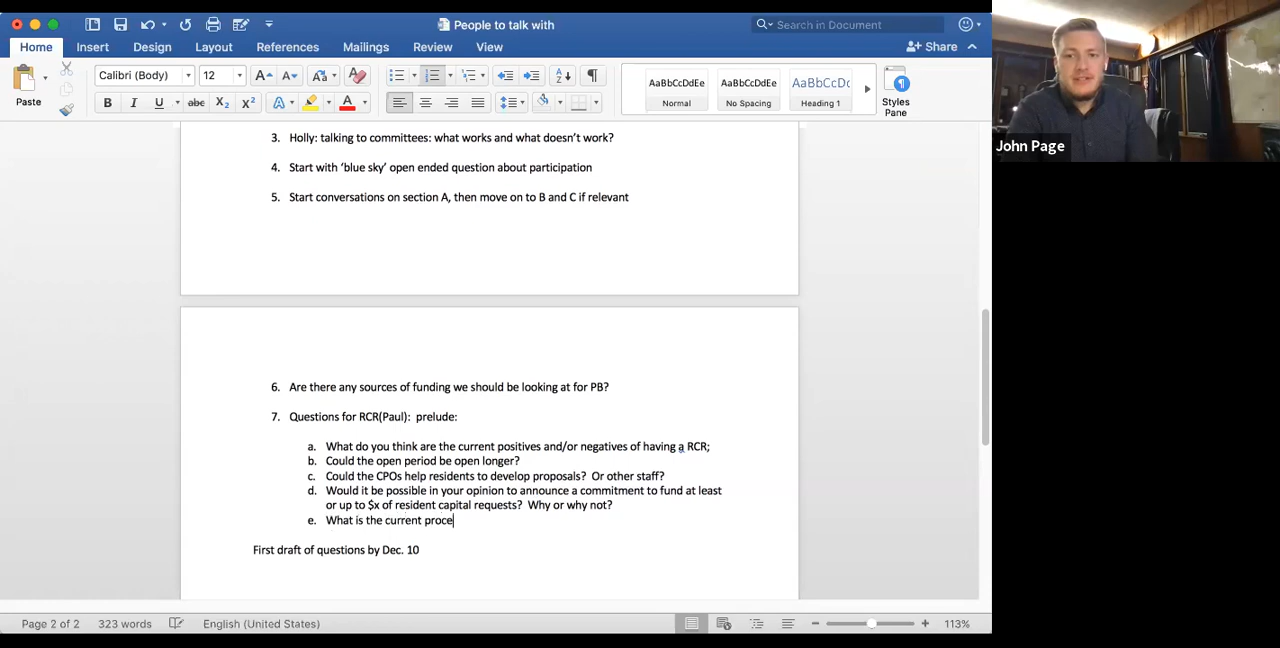 People to talk with
Search in Document
Home Insert Design Layout References Mailings Review View
Share
Paste
Calibri (Body) 12
AaBbCcDdEe AaBbCcDdEe AaBbCcDc
Normal No Spacing Heading 1
Styles
Pane
John Page
3. Holly: talking to committees: what works and what doesn't work?
4. Start with 'blue sky' open ended question about participation
5. Start conversations on section A, then move on to B and C if relevant
6. Are there any sources of funding we should be looking at for PB?
7. Questions for RCR(Paul): prelude:
a. What do you think are the current positives and/or negatives of having a RCR;
b. Could the open period be open longer?
c. Could the CPOs help residents to develop proposals? Or other staff?
d. Would it be possible in your opinion to announce a commitment to fund at least
or up to $x of resident capital requests? Why or why not?
e. What is the current proce
First draft of questions by Dec. 10
Page 2 of 2 323 words English (United States) 113%